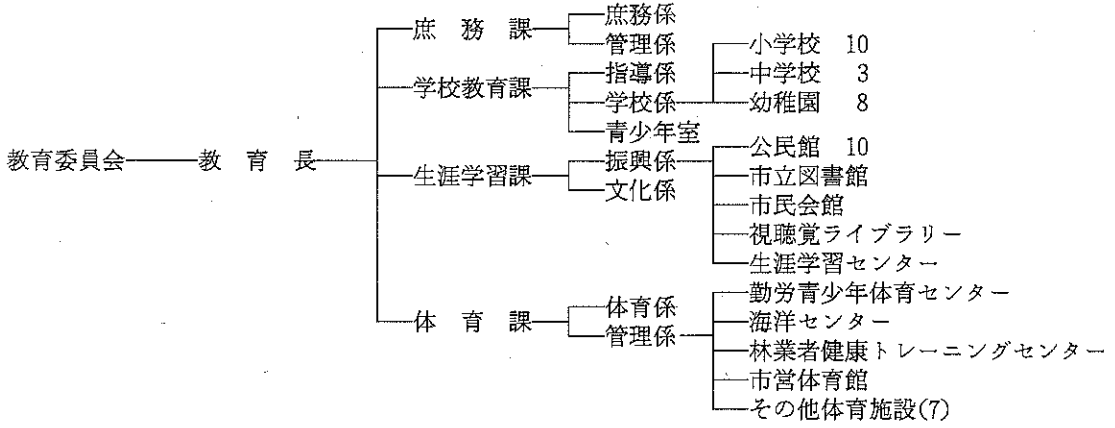 庶務係
庶務課
管理係
小学校 10
指導係
中学校 3
学校教育課
学校係
幼稚園 8
青少年室
公民館 10
教育委員会
教育長
振興係
生涯学習課
市立図書館
文化係
市民会館
視聴覚ライブラリー
生涯学習センター
勤労青少年体育センター
体育係
体育課
海洋センター
管理係
林業者健康トレーニングセンター
市営体育館
その他体育施設(7)